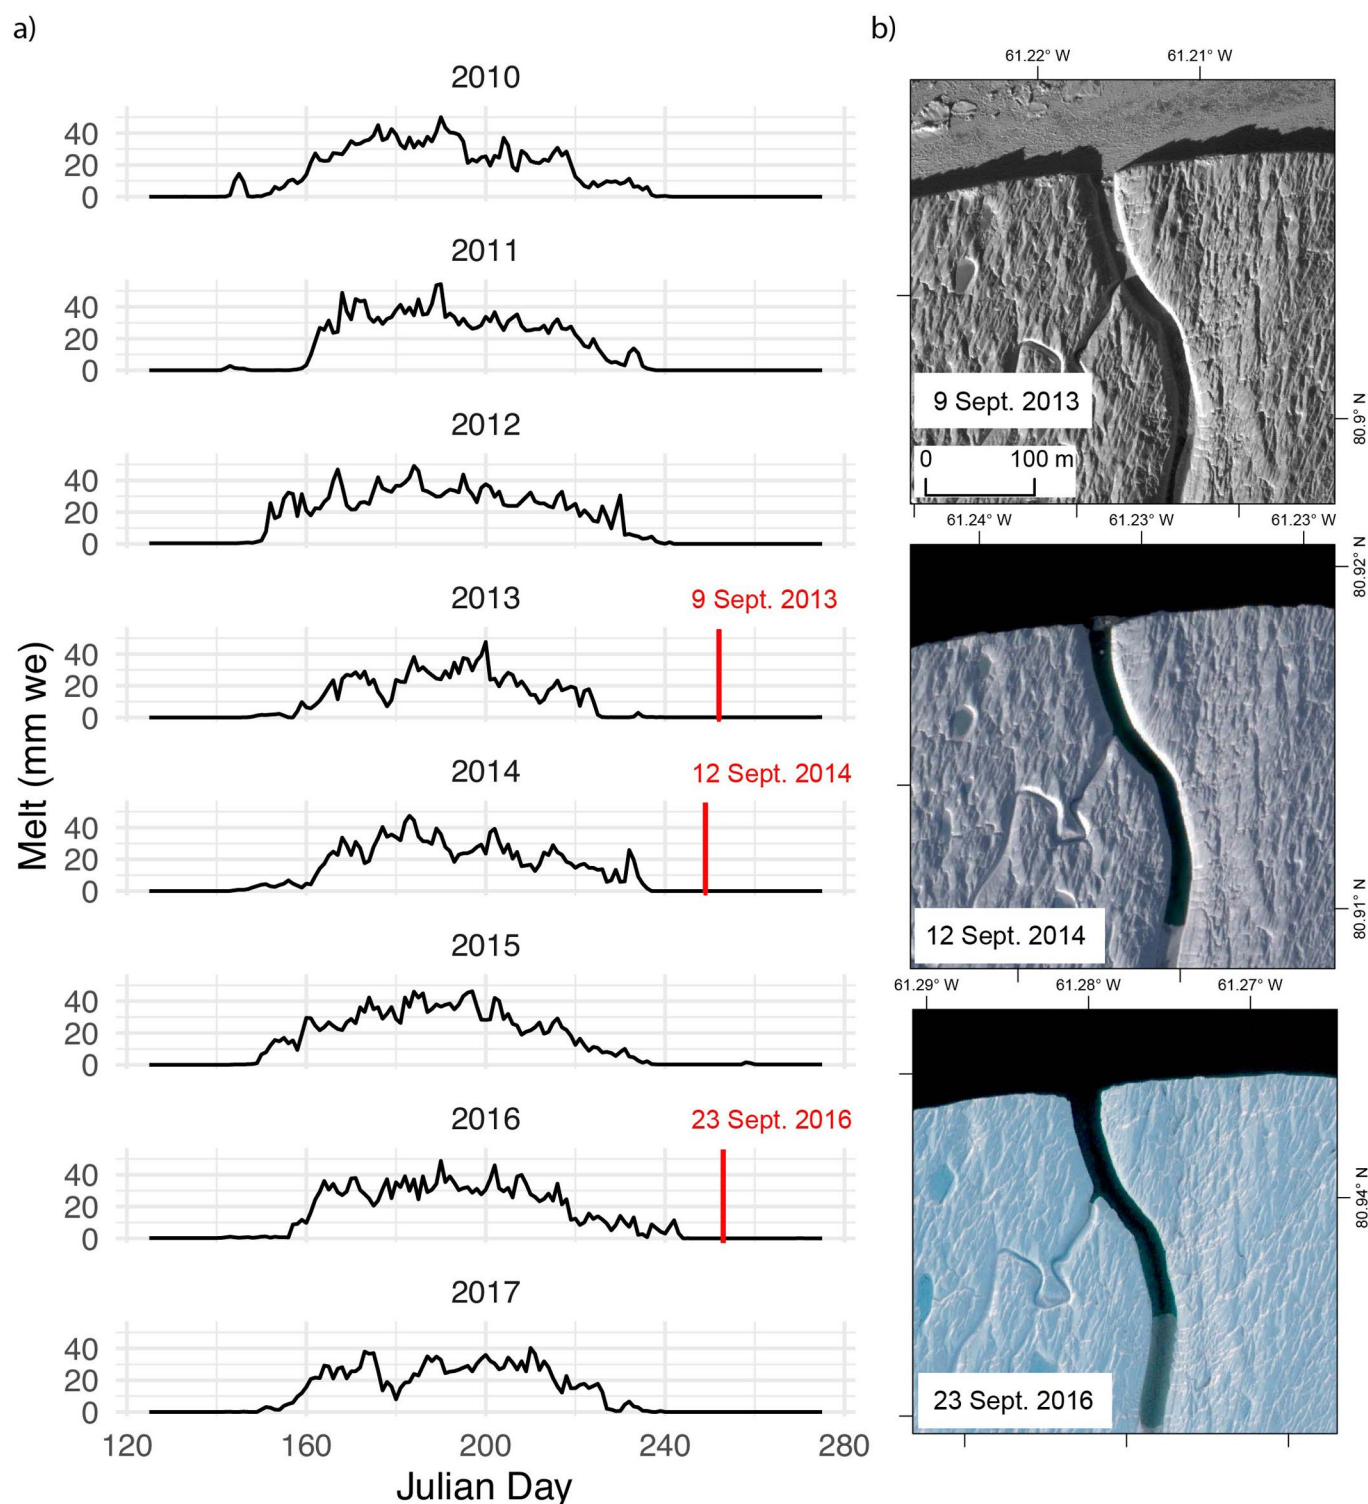 a)
2010
40
20
0
2011
40
20
0
2012
40
20
0
2013
9 Sept. 2013
40
20
0
2014
12 Sept. 2014
40
20
0
2015
40
20
0
2016
23 Sept. 2016
40
20
0
2017
40
20
0
120 160 200 240 280
Julian Day
Melt (mm we)
b)
61.22° W 61.21° W
9 Sept. 2013
0 100 m
80.9° N
61.24° W 61.23° W 61.23° W
80.92° N
12 Sept. 2014
80.91° N
61.29° W 61.28° W 61.27° W
80.94° N
23 Sept. 2016